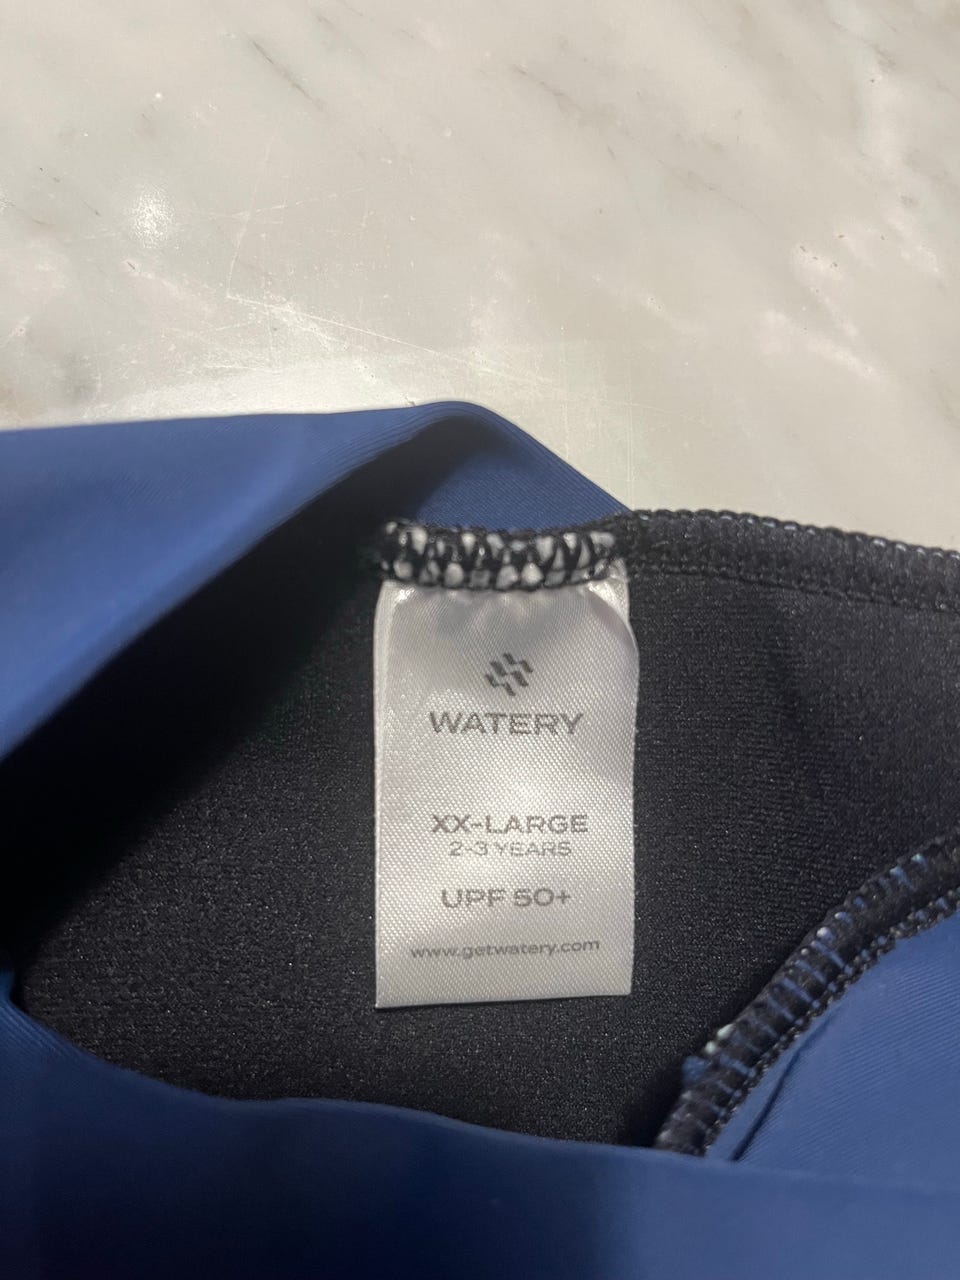 WATERY
XX-LARGE
2-3 YEARS
UPF 50+
www.getwatery.com